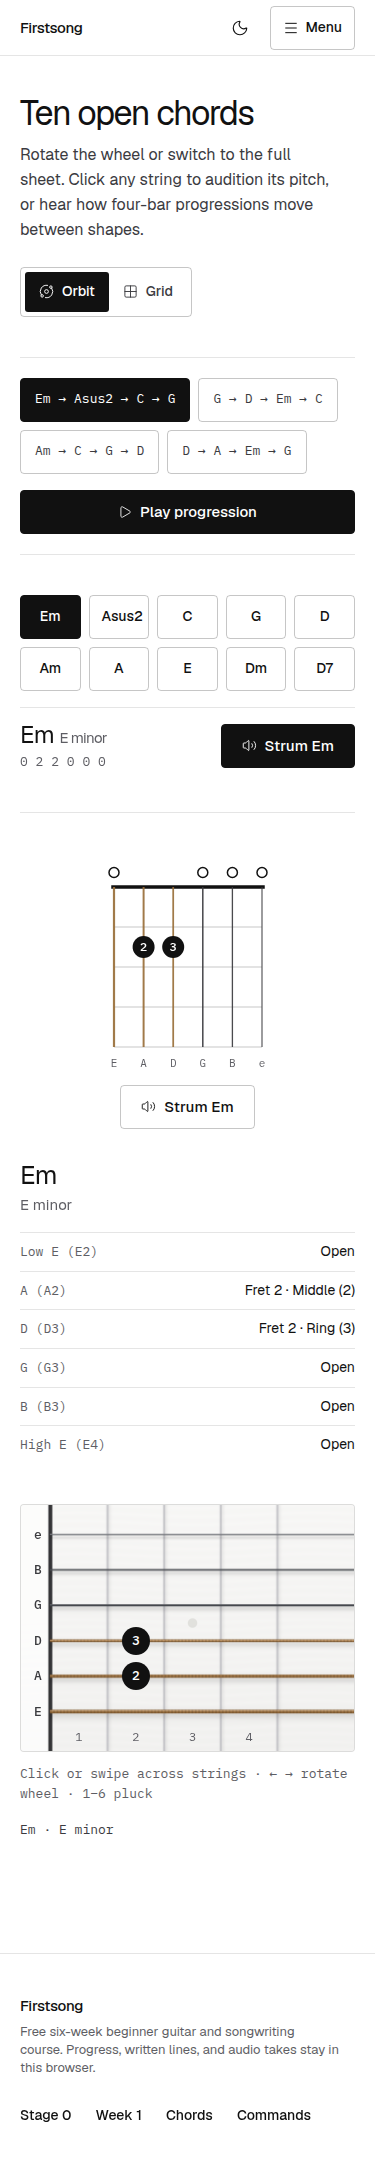 Firstsong
Menu
Ten open chords
Rotate the wheel or switch to the full
sheet. Click any string to audition its pitch,
or hear how four-bar progressions move
between shapes.
Orbit
Grid
Em → Asus2 → C → G
G → D → Em → C
Am → C → G → D
D → A → Em → G
Play progression
Em
Asus2
C
G
D
Am
A
E
Dm
D7
Em E minor
0 2 2 0 0 0
Strum Em
2 3
E A D G B e
Strum Em
Em
E minor
Low E (E2) Open
A (A2) Fret 2 · Middle (2)
D (D3) Fret 2 · Ring (3)
G (G3) Open
B (B3) Open
High E (E4) Open
e
B
G
D 3
A 2
E
1 2 3 4
Click or swipe across strings · ← → rotate
wheel · 1–6 pluck
Em · E minor
Firstsong
Free six-week beginner guitar and songwriting
course. Progress, written lines, and audio takes stay in
this browser.
Stage 0 Week 1 Chords Commands